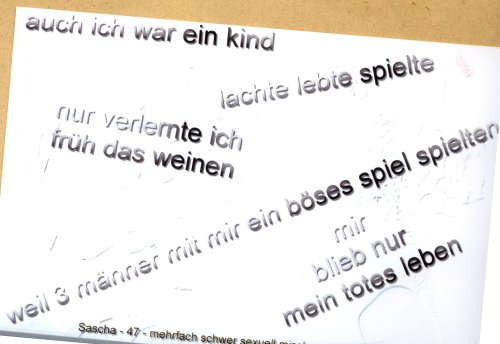 auch ich war ein kind
lachte lebte spielte
nur verlernte ich
früh das weinen
weil 3 männer mit mir ein böses spiel spielten
mir
blieb nur
mein totes leben
Sascha - 47 - mehrfach schwer sexuell